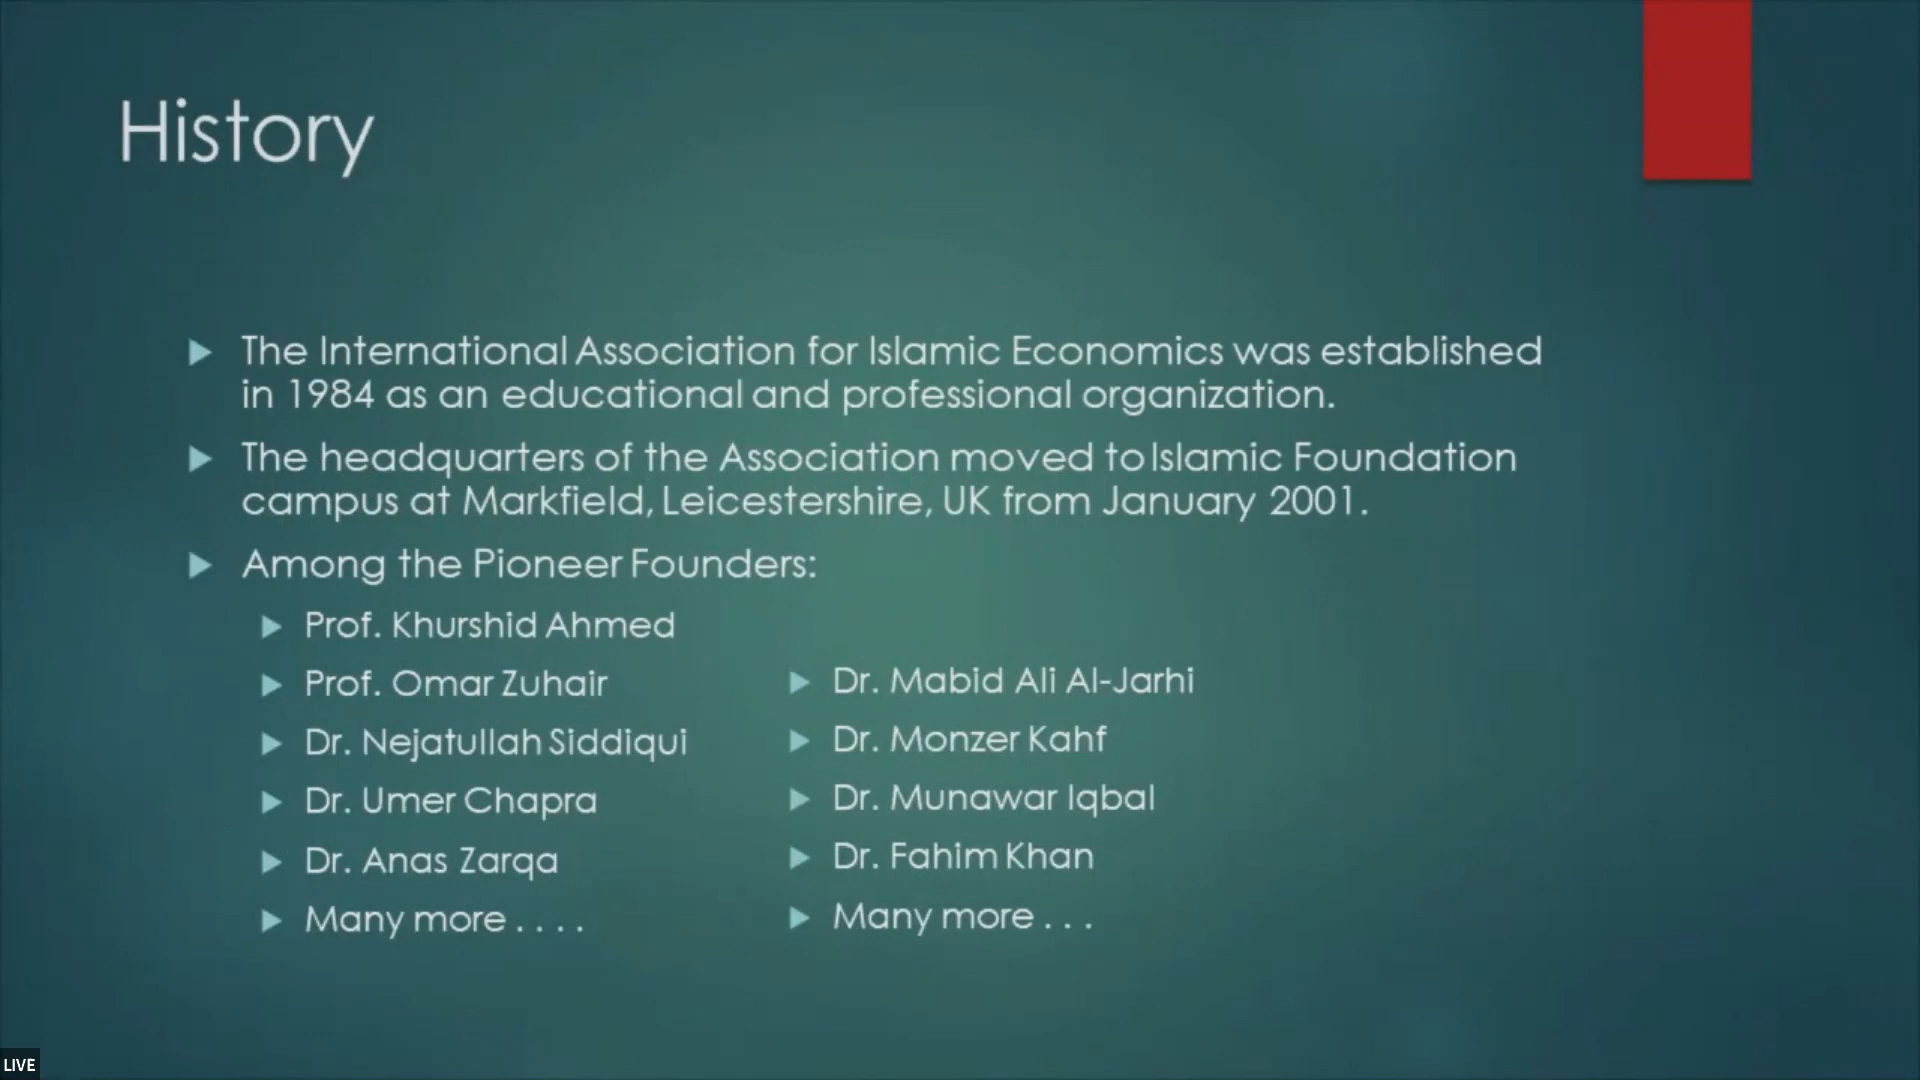 History
The International Association for Islamic Economics was established
in 1984 as an educational and professional organization.
The headquarters of the Association moved to Islamic Foundation
campus at Markfield, Leicestershire, UK from January 2001.
Among the Pioneer Founders:
Prof. Khurshid Ahmed
Prof. Omar Zuhair
Dr. Nejatullah Siddiqui
Dr. Umer Chapra
Dr. Anas Zarqa
Many more . . . .
Dr. Mabid Ali Al-Jarhi
Dr. Monzer Kahf
Dr. Munawar Iqbal
Dr. Fahim Khan
Many more . . .
LIVE